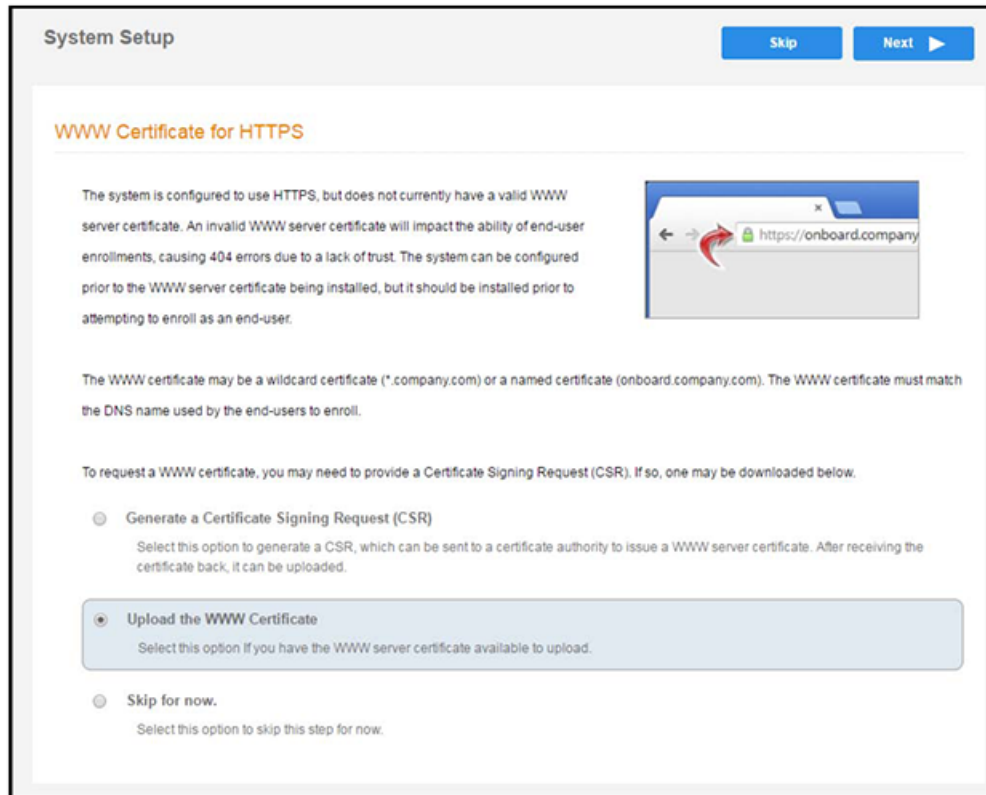 System Setup
Skip
Next
WWW Certificate for HTTPS
The system is configured to use HTTPS, but does not currently have a valid WWW
server certificate. An invalid WWW server certificate will impact the ability of end-user
enrollments, causing 404 errors due to a lack of trust. The system can be configured
prior to the WWW server certificate being installed, but it should be installed prior to
attempting to enroll as an end-user.
https://onboard.company
The WWW certificate may be a wildcard certificate (*.company.com) or a named certificate (onboard.company.com). The WWW certificate must match
the DNS name used by the end-users to enroll.
To request a WWW certificate, you may need to provide a Certificate Signing Request (CSR). If so, one may be downloaded below.
Generate a Certificate Signing Request (CSR)
Select this option to generate a CSR, which can be sent to a certificate authority to issue a WWW server certificate. After receiving the
certificate back, it can be uploaded.
Upload the WWW Certificate
Select this option If you have the WWW server certificate available to upload.
Skip for now.
Select this option to skip this step for now.